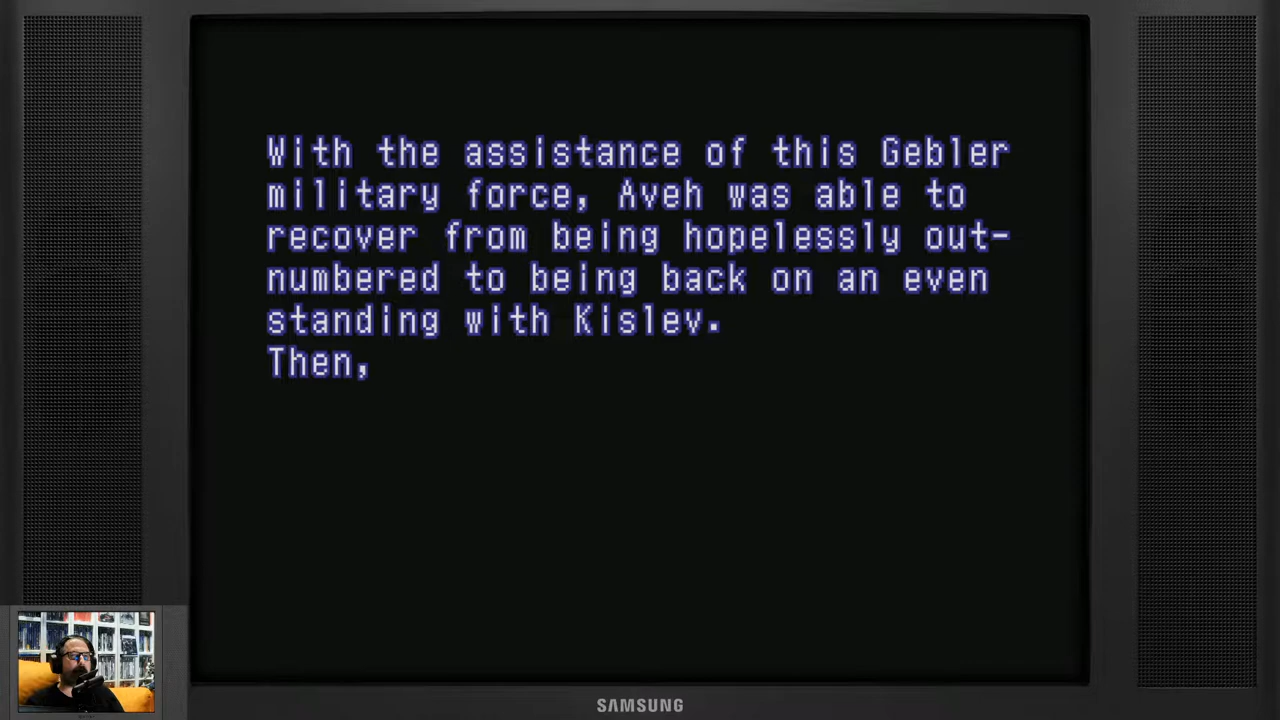 With the assistance of this Gebler
military force, Aveh was able to
recover from being hopelessly out-
numbered to being back on an even
standing with Kislev.
Then,
SAMSUNG